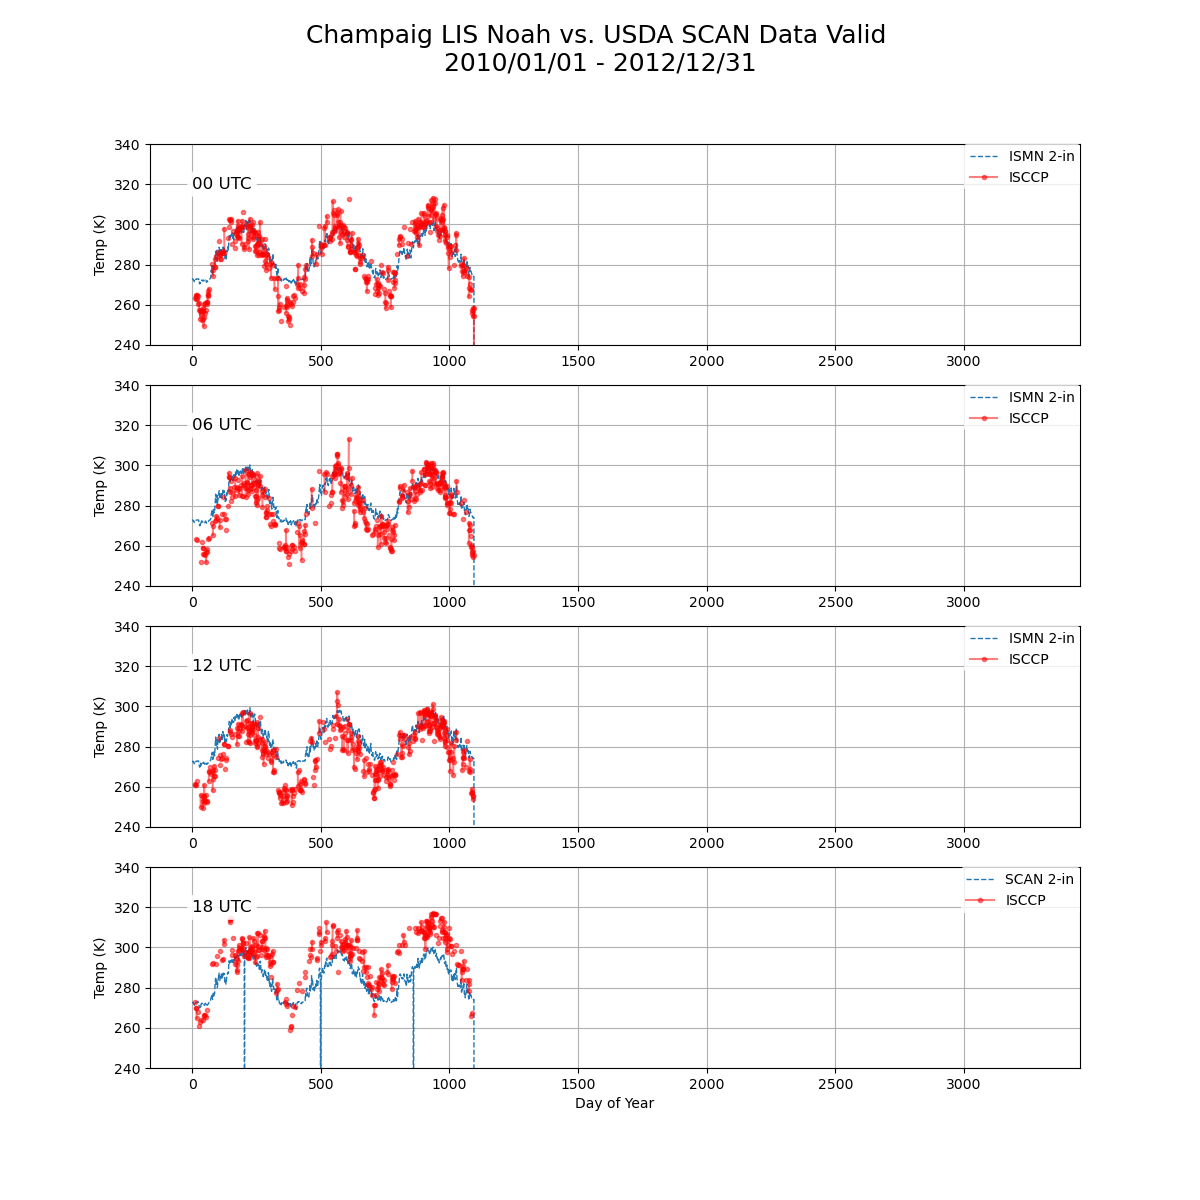 Champaig LIS Noah vs. USDA SCAN Data Valid
2010/01/01 - 2012/12/31
340
320
300
280
260
240
Temp (K)
00 UTC
ISMN 2-in
ISCCP
0 500 1000 1500 2000 2500 3000
340
320
300
280
260
240
Temp (K)
06 UTC
ISMN 2-in
ISCCP
0 500 1000 1500 2000 2500 3000
340
320
300
280
260
240
Temp (K)
12 UTC
ISMN 2-in
ISCCP
0 500 1000 1500 2000 2500 3000
340
320
300
280
260
240
Temp (K)
18 UTC
SCAN 2-in
ISCCP
0 500 1000 1500 2000 2500 3000
Day of Year